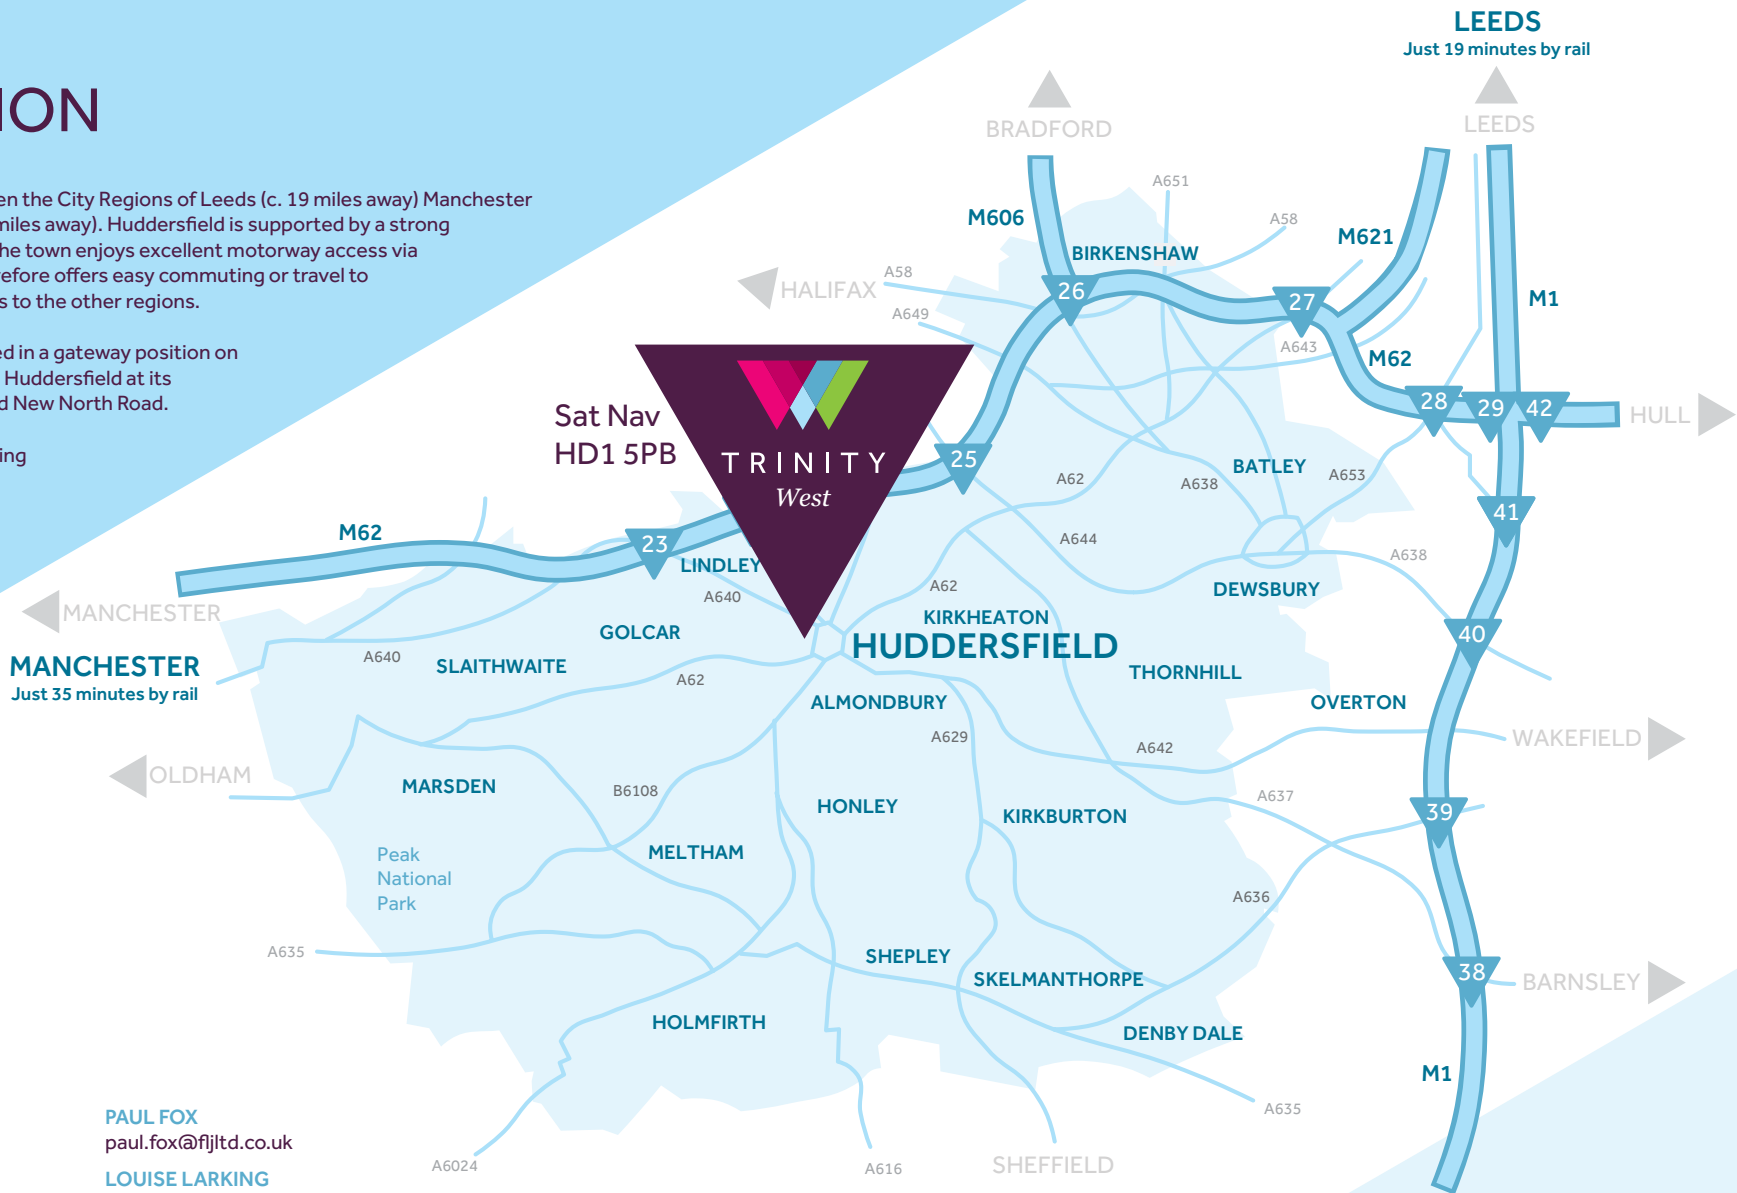 ION
en the City Regions of Leeds (c. 19 miles away) Manchester
miles away). Huddersfield is supported by a strong
he town enjoys excellent motorway access via
refore offers easy commuting or travel to
s to the other regions.
ed in a gateway position on
Huddersfield at its
d New North Road.
ing
LEEDS
Just 19 minutes by rail
BRADFORD
LEEDS
A651
A58
M606
M621
BIRKENSHAW
HALIFAX
A58
26
27
M1
A649
A643
M62
28
29
42
HULL
Sat Nav
HD1 5PB
TRINITY
West
25
A62
A638
BATLEY
A653
M62
23
LINDLEY
A644
41
A638
MANCHESTER
A640
A62
DEWSBURY
GOLCAR
KIRKHEATON
40
HUDDERSFIELD
MANCHESTER
Just 35 minutes by rail
A640
SLAITHWAITE
A62
THORNHILL
ALMONDBURY
OVERTON
A629
A642
WAKEFIELD
OLDHAM
MARSDEN
B6108
HONLEY
KIRKBURTON
A637
39
Peak
National
Park
MELTHAM
A636
A635
SHEPLEY
SKELMANTHORPE
38
BARNSLEY
HOLMFIRTH
DENBY DALE
M1
A635
PAUL FOX
paul.fox@fljltd.co.uk
LOUISE LARKING
A6024
A616
SHEFFIELD